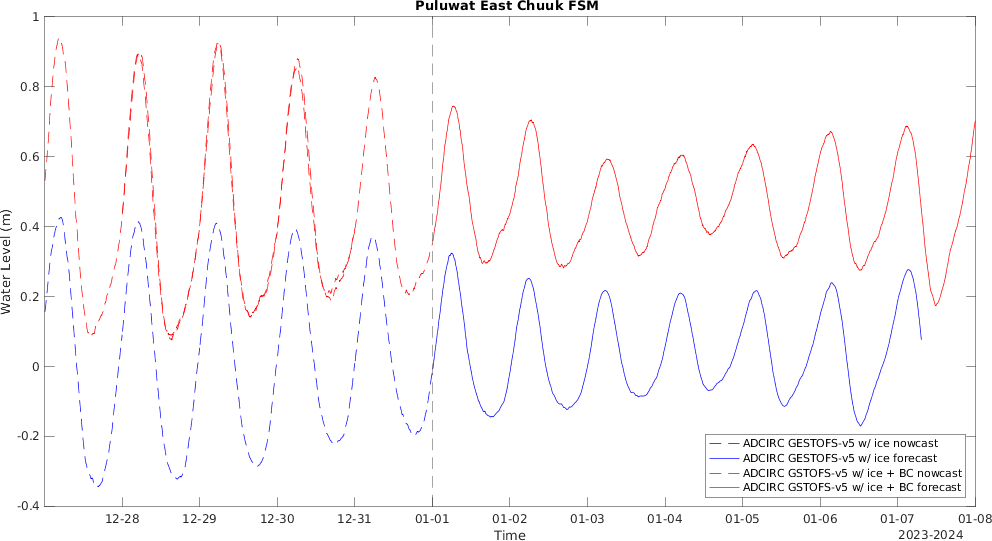 Puluwat East Chuuk FSM
1
0.8
0.6
0.4
0.2
0
-0.2
-0.4
Water Level (m)
12-28 12-29 12-30 12-31 01-01 01-02 01-03 01-04 01-05 01-06 01-07 01-08
Time
2023-2024
ADCIRC GESTOFS-v5 w/ ice nowcast
ADCIRC GESTOFS-v5 w/ ice forecast
ADCIRC GSTOFS-v5 w/ ice + BC nowcast
ADCIRC GSTOFS-v5 w/ ice + BC forecast